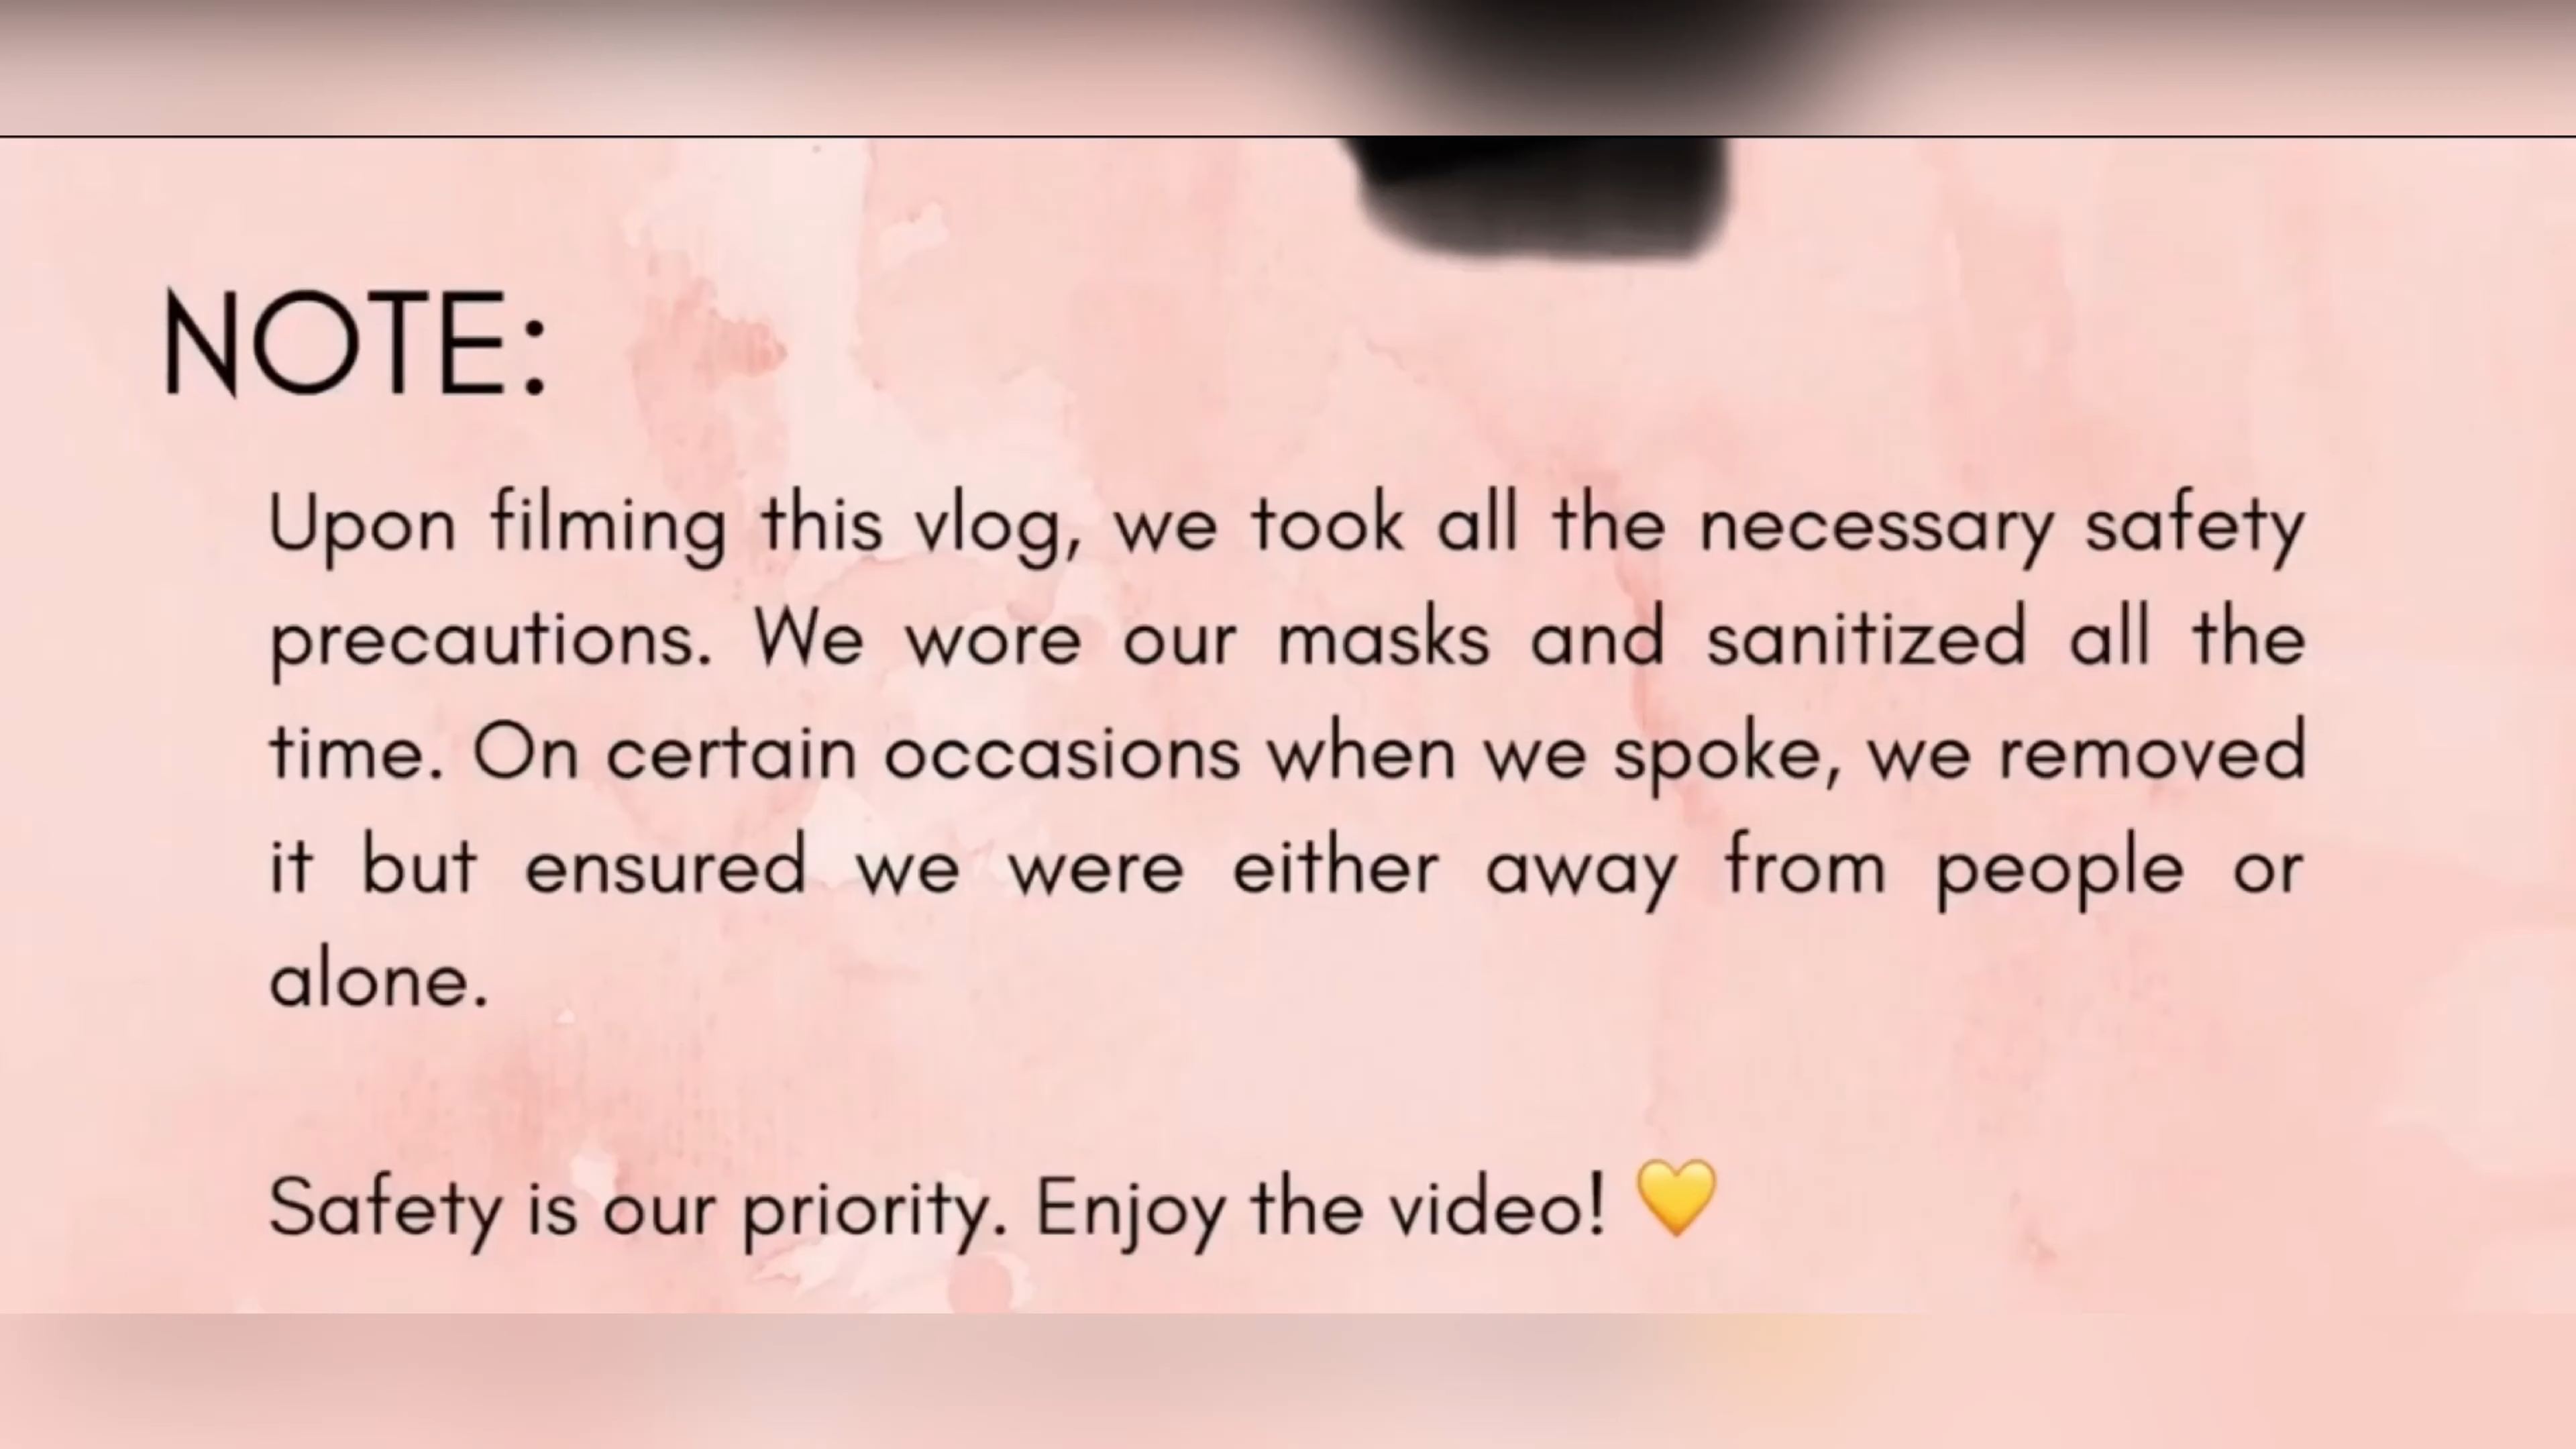 NOTE:
Upon filming this vlog, we took all the necessary safety
precautions. We wore our masks and sanitized all the
time. On certain occasions when we spoke, we removed
it but ensured we were either away from people or
alone.
Safety is our priority. Enjoy the video! 💛